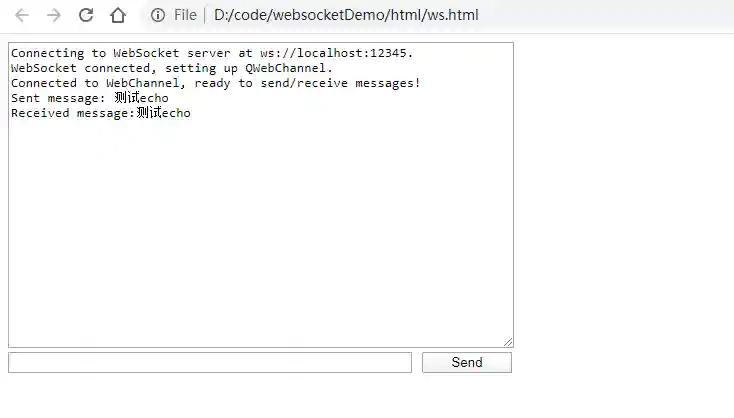 File D:/code/websocketDemo/html/ws.html
Connecting to WebSocket server at ws://localhost:12345.
WebSocket connected, setting up QWebChannel.
Connected to WebChannel, ready to send/receive messages!
Sent message: 测试echo
Received message:测试echo
Send